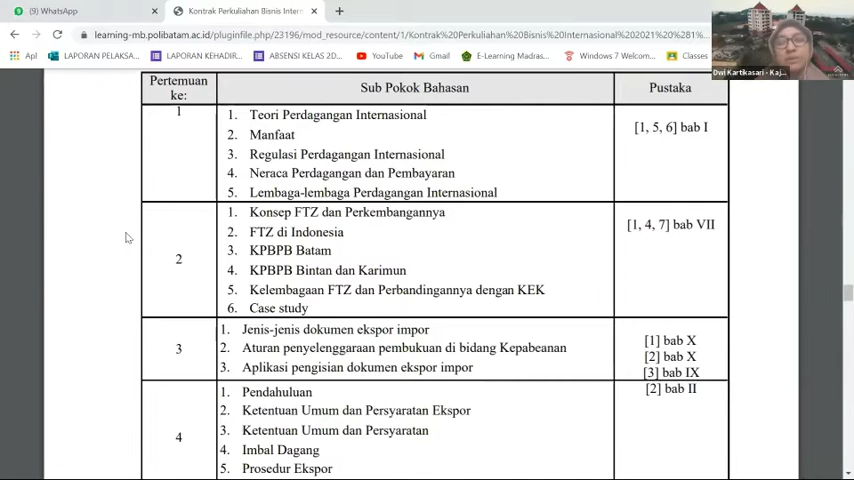 (9) WhatsApp
Kontrak Perkuliahan Bisnis Intern
learning-mb.polibatam.ac.id/pluginfile.php/23196/mod_resource/content/1/Kontrak%20Perkuliahan%20Bisnis%20Internasional%202021%20%281%...
Apl
LAPORAN PELAKSA...
LAPORAN KEHADIR...
ABSENSI KELAS 2D...
YouTube
Gmail
E-Learning Madras...
Windows 7 Welcom...
Classes
Dwi Kartikasari - Kaj...
Pertemuan ke:
Sub Pokok Bahasan
Pustaka
1
1. Teori Perdagangan Internasional
2. Manfaat
3. Regulasi Perdagangan Internasional
4. Neraca Perdagangan dan Pembayaran
5. Lembaga-lembaga Perdagangan Internasional
[1, 5, 6] bab I
2
1. Konsep FTZ dan Perkembangannya
2. FTZ di Indonesia
3. KPBPB Batam
4. KPBPB Bintan dan Karimun
5. Kelembagaan FTZ dan Perbandingannya dengan KEK
6. Case study
[1, 4, 7] bab VII
3
1. Jenis-jenis dokumen ekspor impor
2. Aturan penyelenggaraan pembukuan di bidang Kepabeanan
3. Aplikasi pengisian dokumen ekspor impor
[1] bab X
[2] bab X
[3] bab IX
4
1. Pendahuluan
2. Ketentuan Umum dan Persyaratan Ekspor
3. Ketentuan Umum dan Persyaratan
4. Imbal Dagang
5. Prosedur Ekspor
[2] bab II